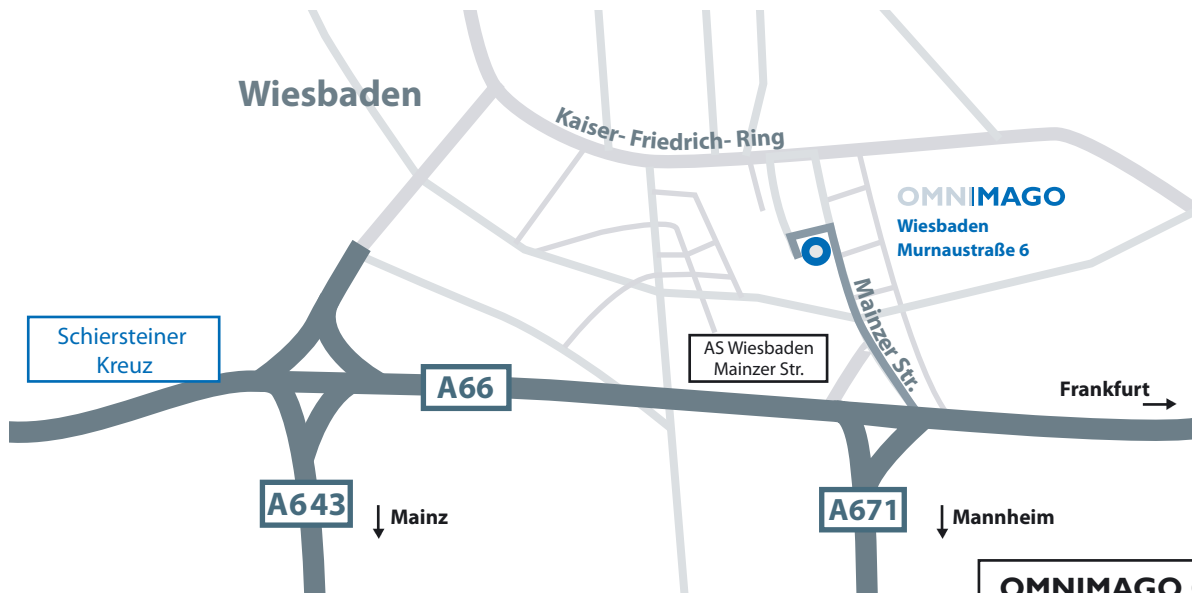 Wiesbaden
Kaiser- Friedrich- Ring
OMNIMAGO
Wiesbaden
Murnaustraße 6
Mainzer Str.
Schiersteiner
Kreuz
AS Wiesbaden
Mainzer Str.
A66
Frankfurt
A643
Mainz
A671
Mannheim
OMNIMAGO